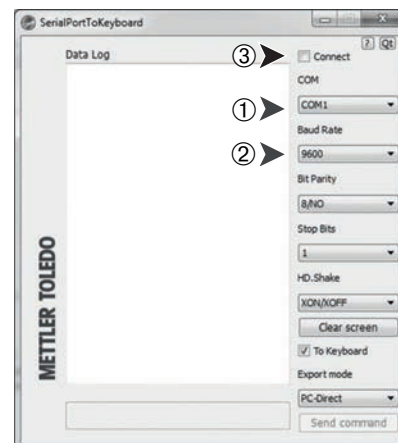 SerialPortToKeyboard
? Qt
Data Log
③ Connect
COM
① COM1
Baud Rate
② 9600
Bit Parity
8/NO
Stop Bits
1
HD.Shake
XON/XOFF
Clear screen
To Keyboard
Export mode
PC-Direct
Send command
METTLER TOLEDO